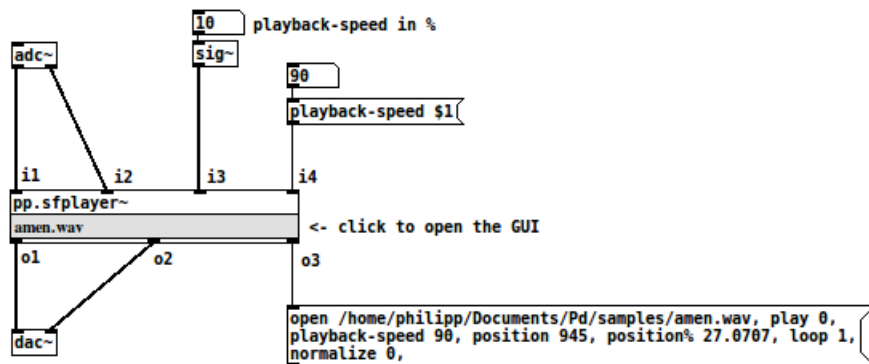 10 playback-speed in %
adc~
sig~
90
playback-speed $1
i1 i2 i3 i4
pp.sfplayer~
amen.wav <- click to open the GUI
o1 o2 o3
open /home/philipp/Documents/Pd/samples/amen.wav, play 0,
playback-speed 90, position 945, position% 27.0707, loop 1,
normalize 0,
dac~